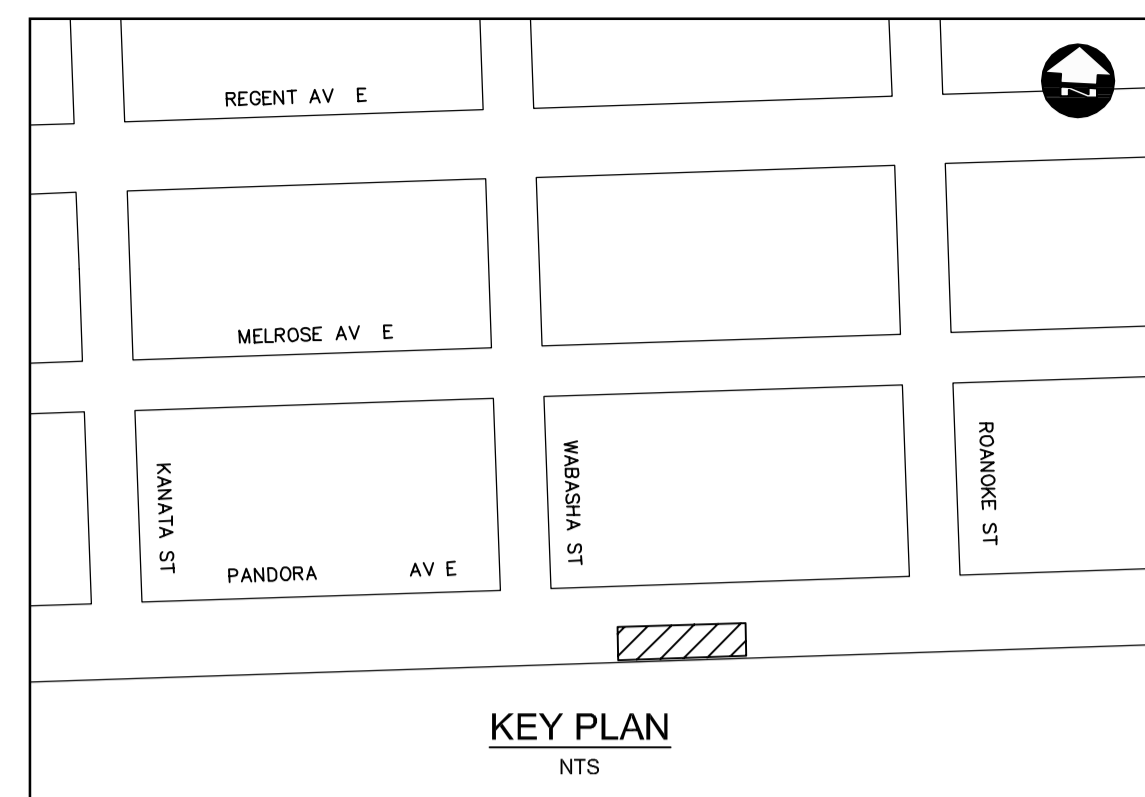 REGENT AV E
N
MELROSE AV E
KANATA ST
WABASHA ST
ROANOKE ST
PANDORA AV E
KEY PLAN
NTS